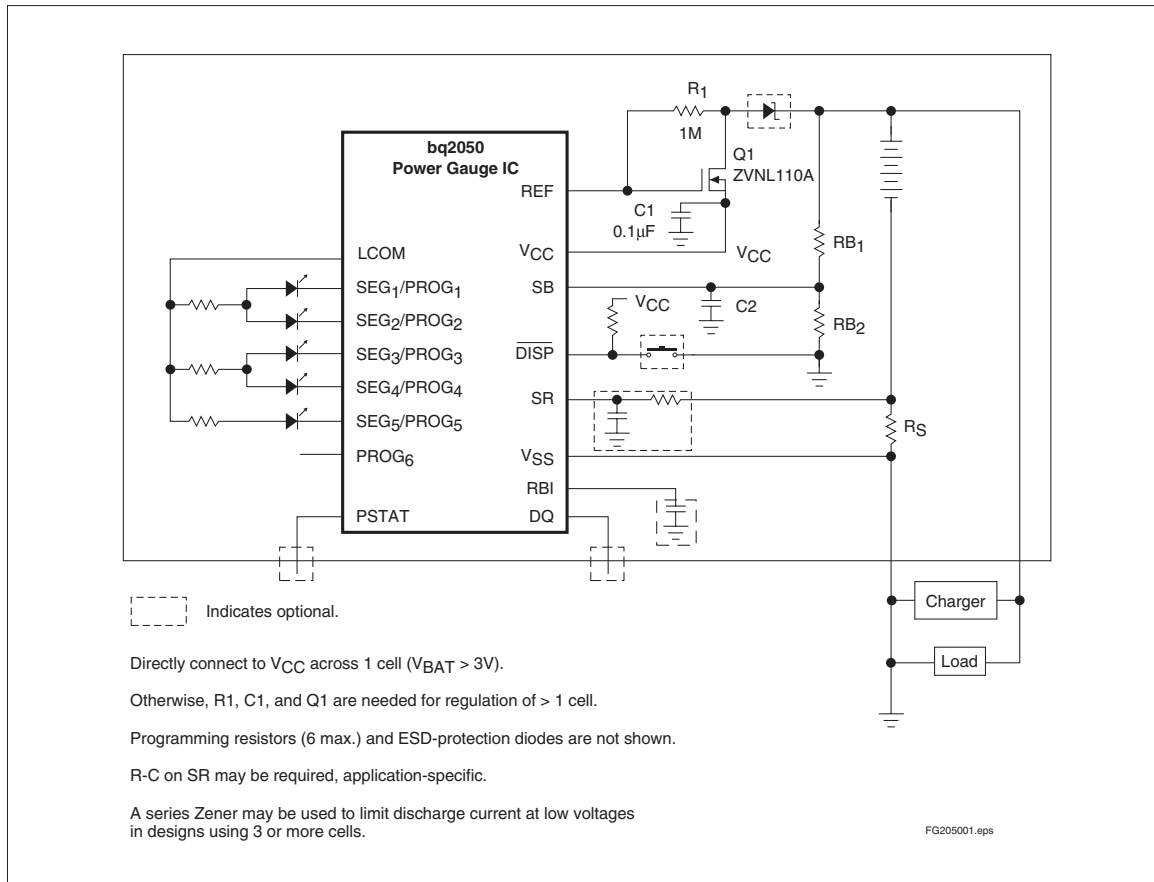 bq2050
Power Gauge IC
R1
1M
Q1
ZVNL110A
REF
C1
0.1µF
VCC
VCC
LCOM
SEG1/PROG1
SEG2/PROG2
SEG3/PROG3
SEG4/PROG4
SEG5/PROG5
PROG6
PSTAT
SB
C2
RB1
RB2
VCC
DISP
SR
RS
VSS
RBI
DQ
Charger
Load
Indicates optional.
Directly connect to VCC across 1 cell (VBAT > 3V).
Otherwise, R1, C1, and Q1 are needed for regulation of > 1 cell.
Programming resistors (6 max.) and ESD-protection diodes are not shown.
R-C on SR may be required, application-specific.
A series Zener may be used to limit discharge current at low voltages
in designs using 3 or more cells.
FG205001.eps